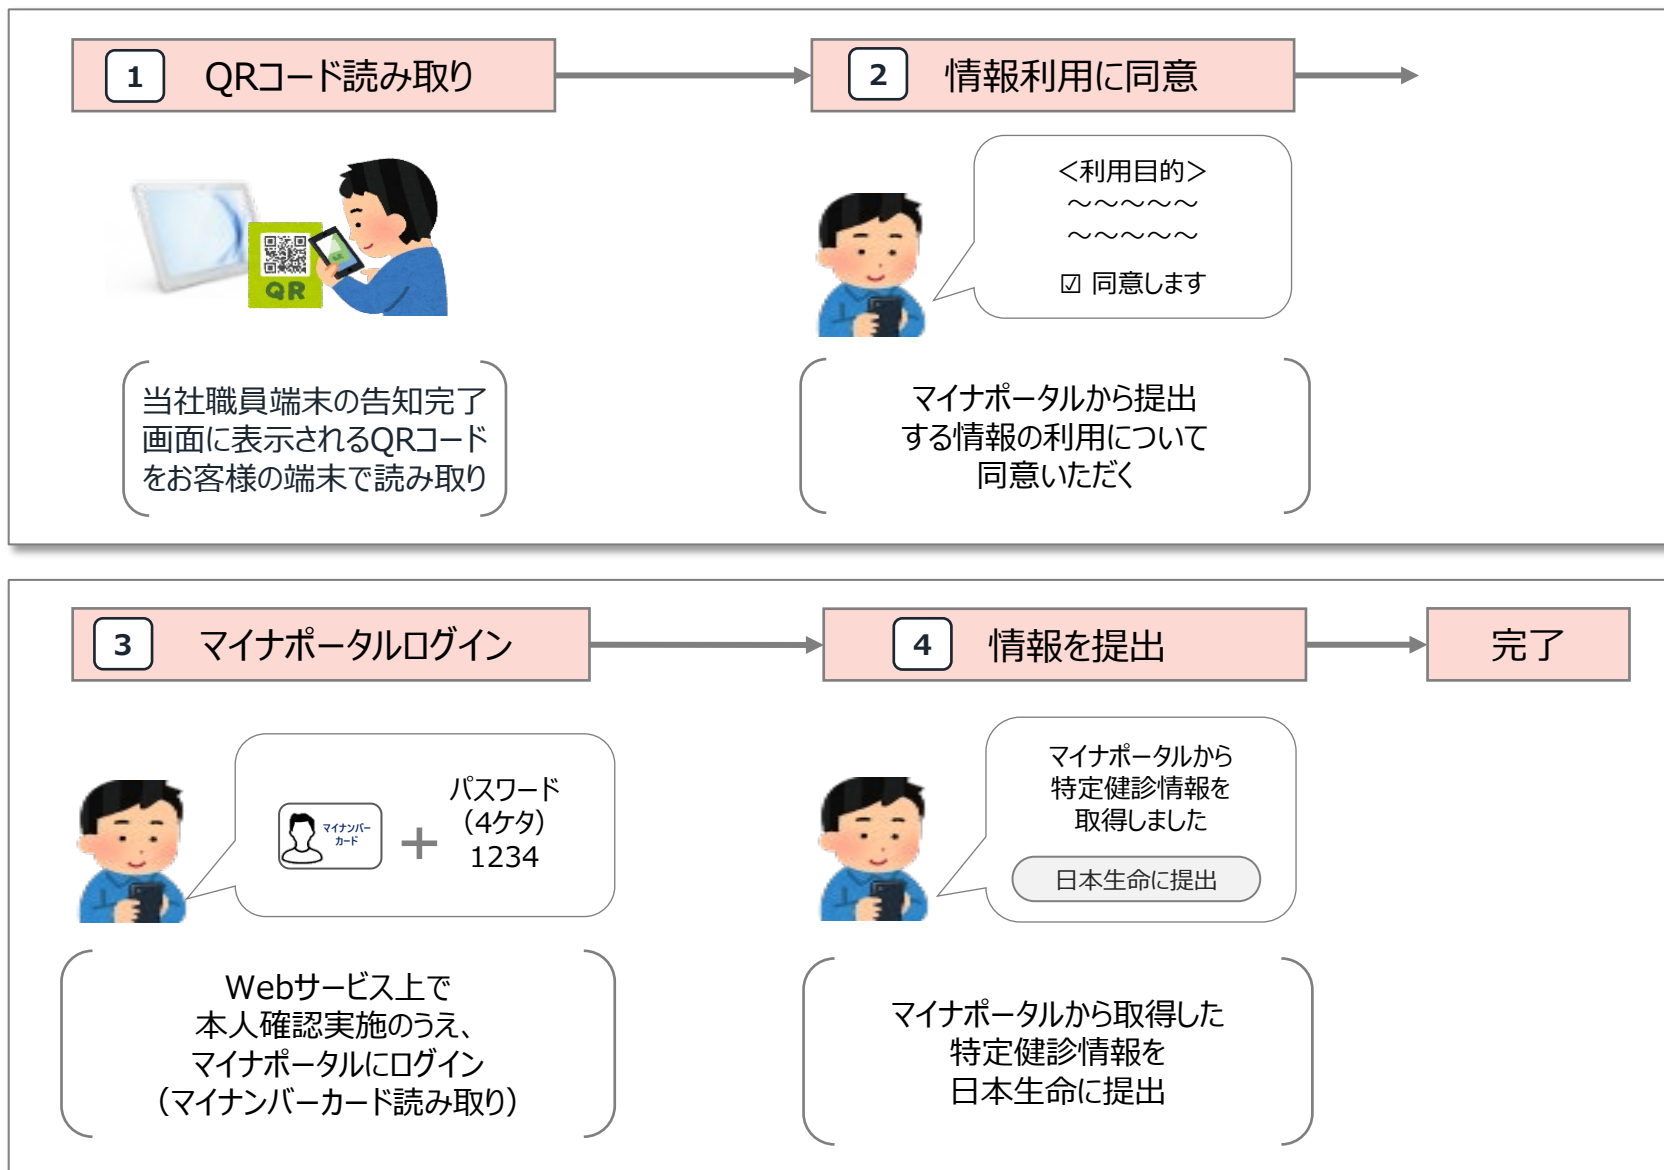 1 QRコード読み取り
2 情報利用に同意
QR
＜利用目的＞
～～～～～
～～～～～
☑ 同意します
当社職員端末の告知完了
画面に表示されるQRコード
をお客様の端末で読み取り
マイナポータルから提出
する情報の利用について
同意いただく
3 マイナポータルログイン
4 情報を提出
完了
マイナンバー
カード
＋
パスワード
（4ケタ）
1234
マイナポータルから
特定健診情報を
取得しました
日本生命に提出
Webサービス上で
本人確認実施のうえ、
マイナポータルにログイン
（マイナンバーカード読み取り）
マイナポータルから取得した
特定健診情報を
日本生命に提出